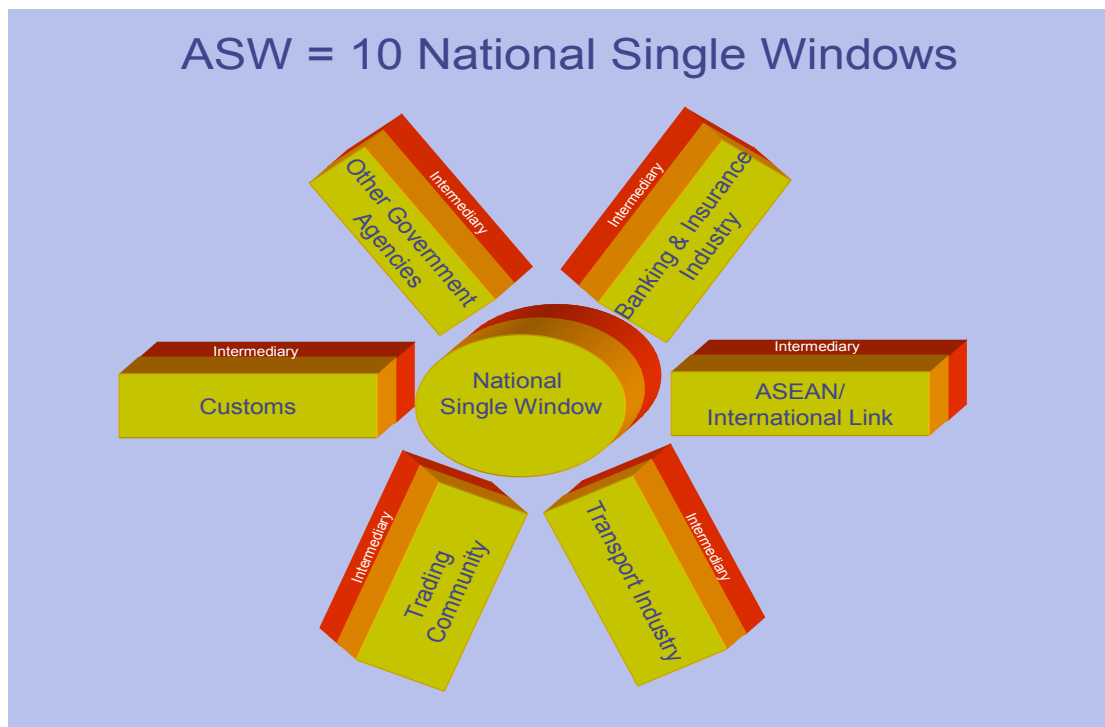 ASW = 10 National Single Windows
Intermediary
Other Government
Agencies
Intermediary
Banking & Insurance
Industry
Intermediary
Customs
National
Single Window
Intermediary
ASEAN/
International Link
Intermediary
Trading
Community
Intermediary
Transport Industry